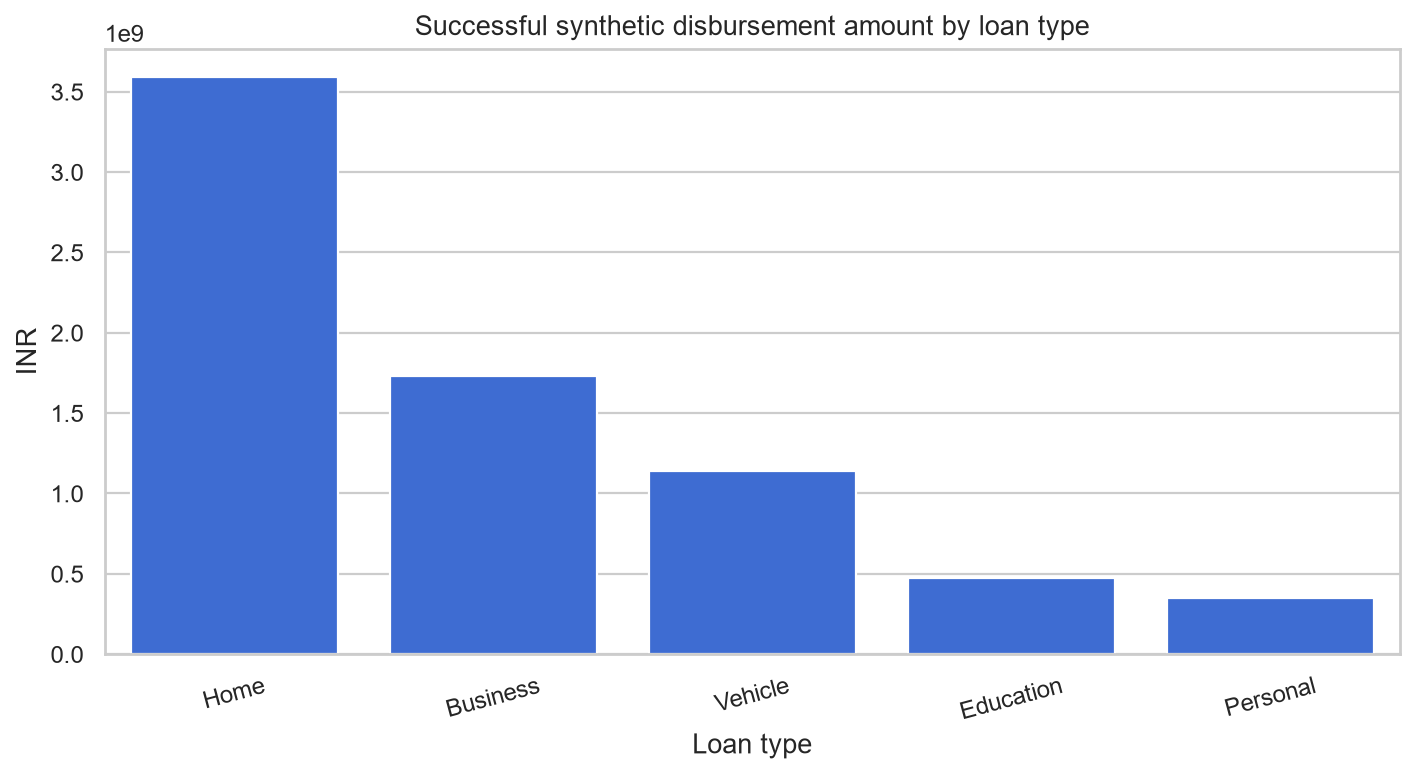 Successful synthetic disbursement amount by loan type
1e9
3.5
3.0
2.5
2.0
1.5
1.0
0.5
0.0
INR
Home
Business
Vehicle
Education
Personal
Loan type